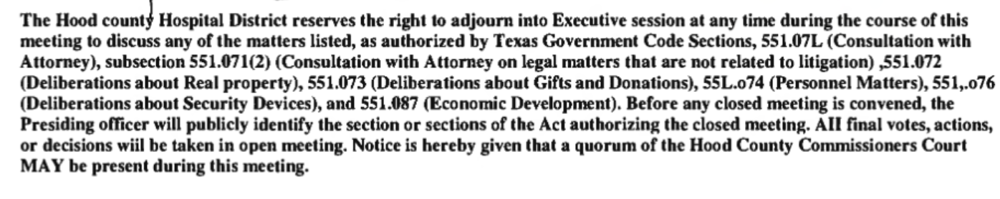 The Hood county Hospital District reserves the right to adjourn into Executive session at any time during the course of this
meeting to discuss any of the matters listed, as authorized by Texas Government Code Sections, 551.07L (Consultation with
Attorney), subsection 551.071(2) (Consultation with Attorney on legal matters that are not related to litigation) ,551.072
(Deliberations about Real property), 551.073 (Deliberations about Gifts and Donations), 55L.o74 (Personnel Matters), 551,.o76
(Deliberations about Security Devices), and 551.087 (Economic Development). Before any closed meeting is convened, the
Presiding officer will publicly identify the section or sections of the Act authorizing the closed meeting. AII final votes, actions,
or decisions wiil be taken in open meeting. Notice is hereby given that a quorum of the Hood County Commissioners Court
MAY be present during this meeting.